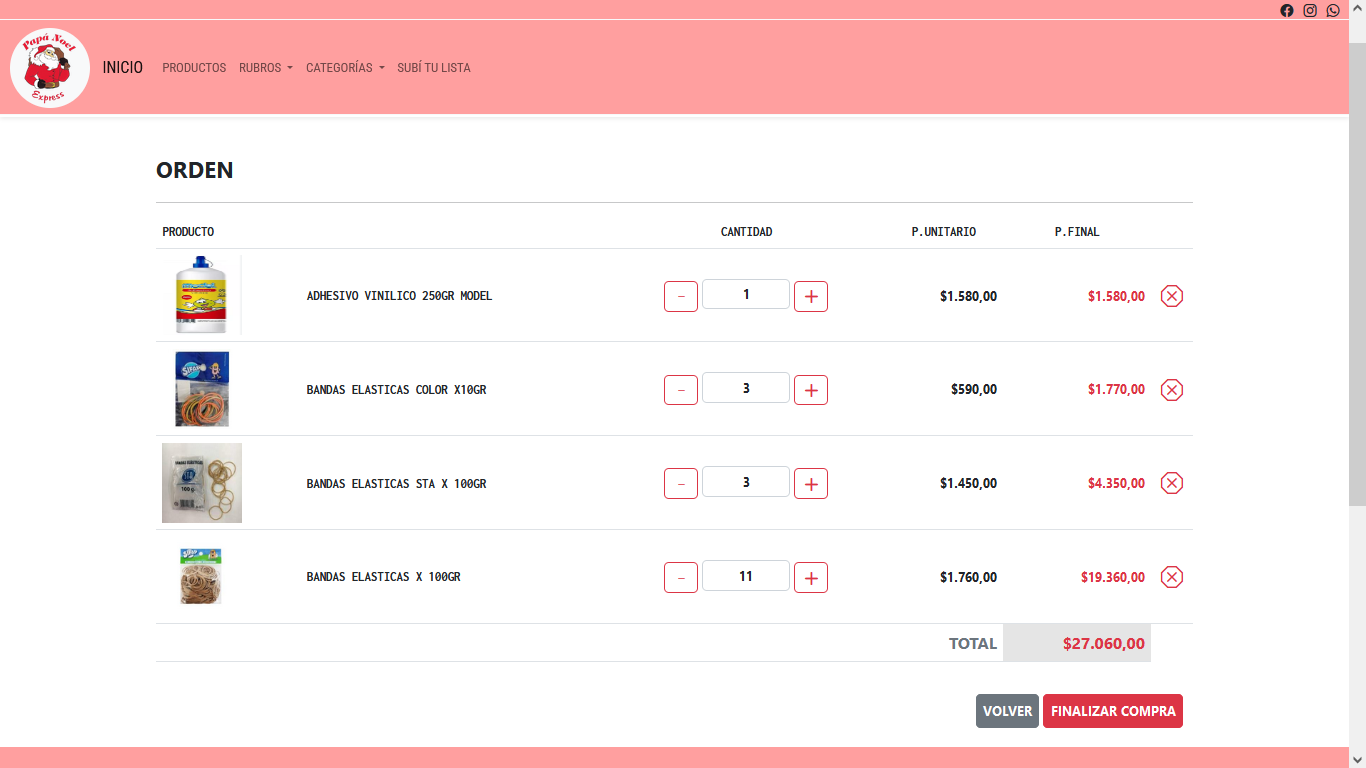 Papá Noel
Express
INICIO PRODUCTOS RUBROS CATEGORÍAS SUBÍ TU LISTA
ORDEN
PRODUCTO CANTIDAD P.UNITARIO P.FINAL
ADHESIVO VINILICO 250GR MODEL - 1 + $1.580,00 $1.580,00
BANDAS ELASTICAS COLOR X10GR - 3 + $590,00 $1.770,00
BANDAS ELASTICAS STA X 100GR - 3 + $1.450,00 $4.350,00
BANDAS ELASTICAS X 100GR - 11 + $1.760,00 $19.360,00
TOTAL $27.060,00
VOLVER FINALIZAR COMPRA